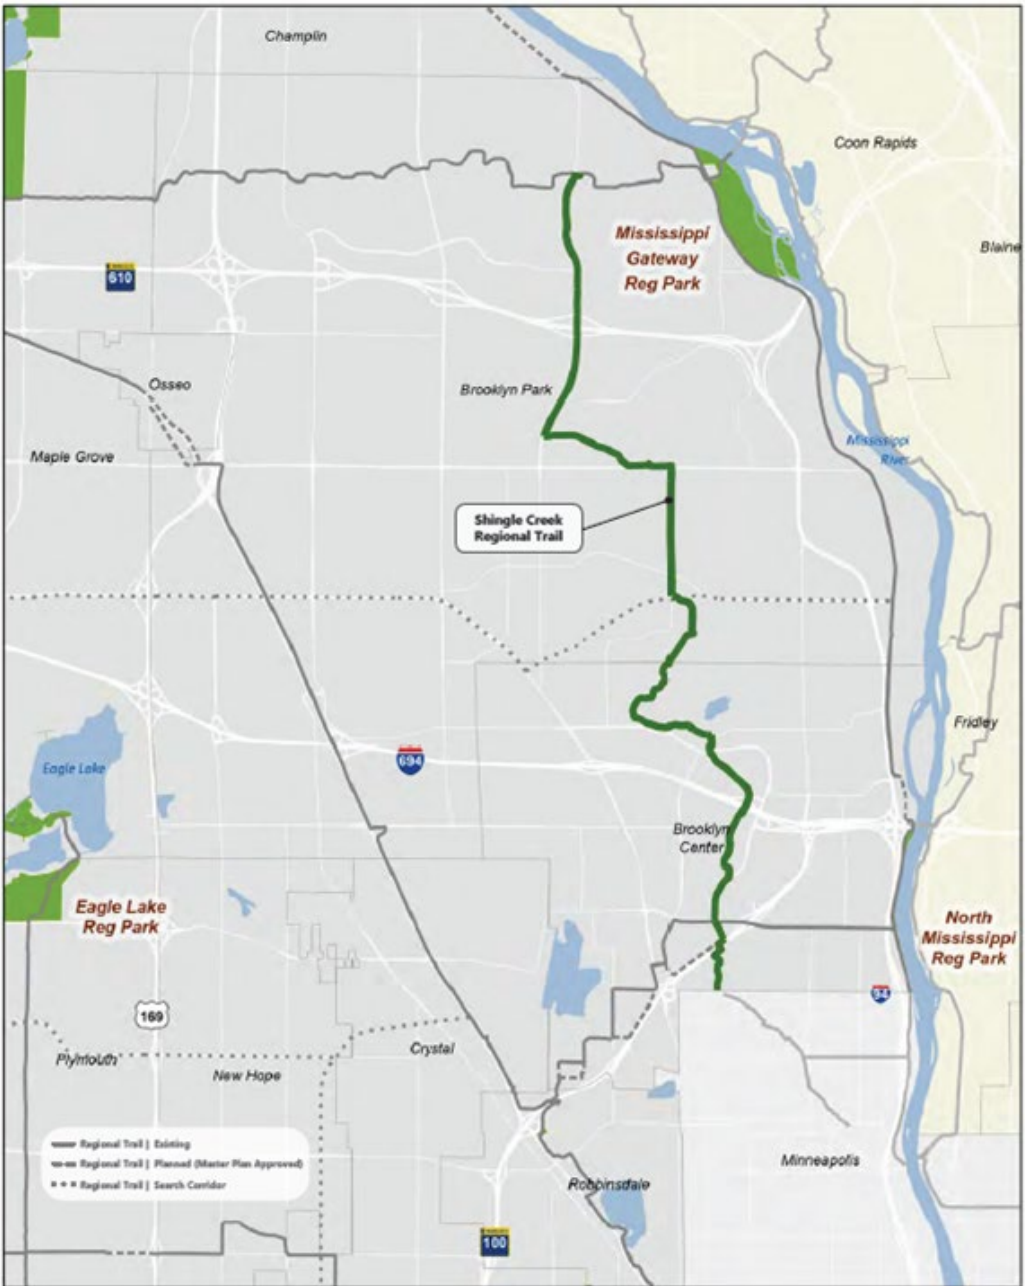 Champlin
Coon Rapids
Mississippi
Gateway
Reg Park
Blaine
610
Osseo
Brooklyn Park
Maple Grove
Mississippi
River
Shingle Creek
Regional Trail
Fridley
694
Eagle Lake
Brooklyn
Center
Eagle Lake
Reg Park
North
Mississippi
Reg Park
94
169
Plymouth
Crystal
New Hope
Regional Trail | Existing
Regional Trail | Planned (Master Plan Approved)
Regional Trail | Search Corridor
Minneapolis
Robbinsdale
100